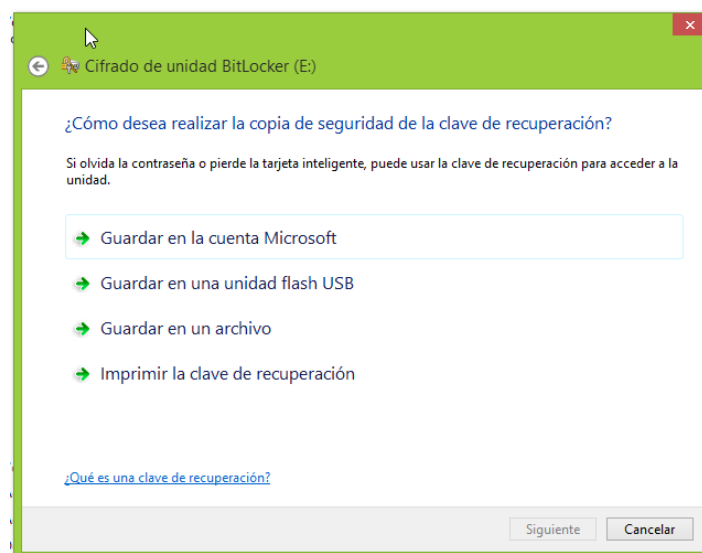 Cifrado de unidad BitLocker (E:)
¿Cómo desea realizar la copia de seguridad de la clave de recuperación?
Si olvida la contraseña o pierde la tarjeta inteligente, puede usar la clave de recuperación para acceder a la
unidad.
Guardar en la cuenta Microsoft
Guardar en una unidad flash USB
Guardar en un archivo
Imprimir la clave de recuperación
¿Qué es una clave de recuperación?
Siguiente Cancelar